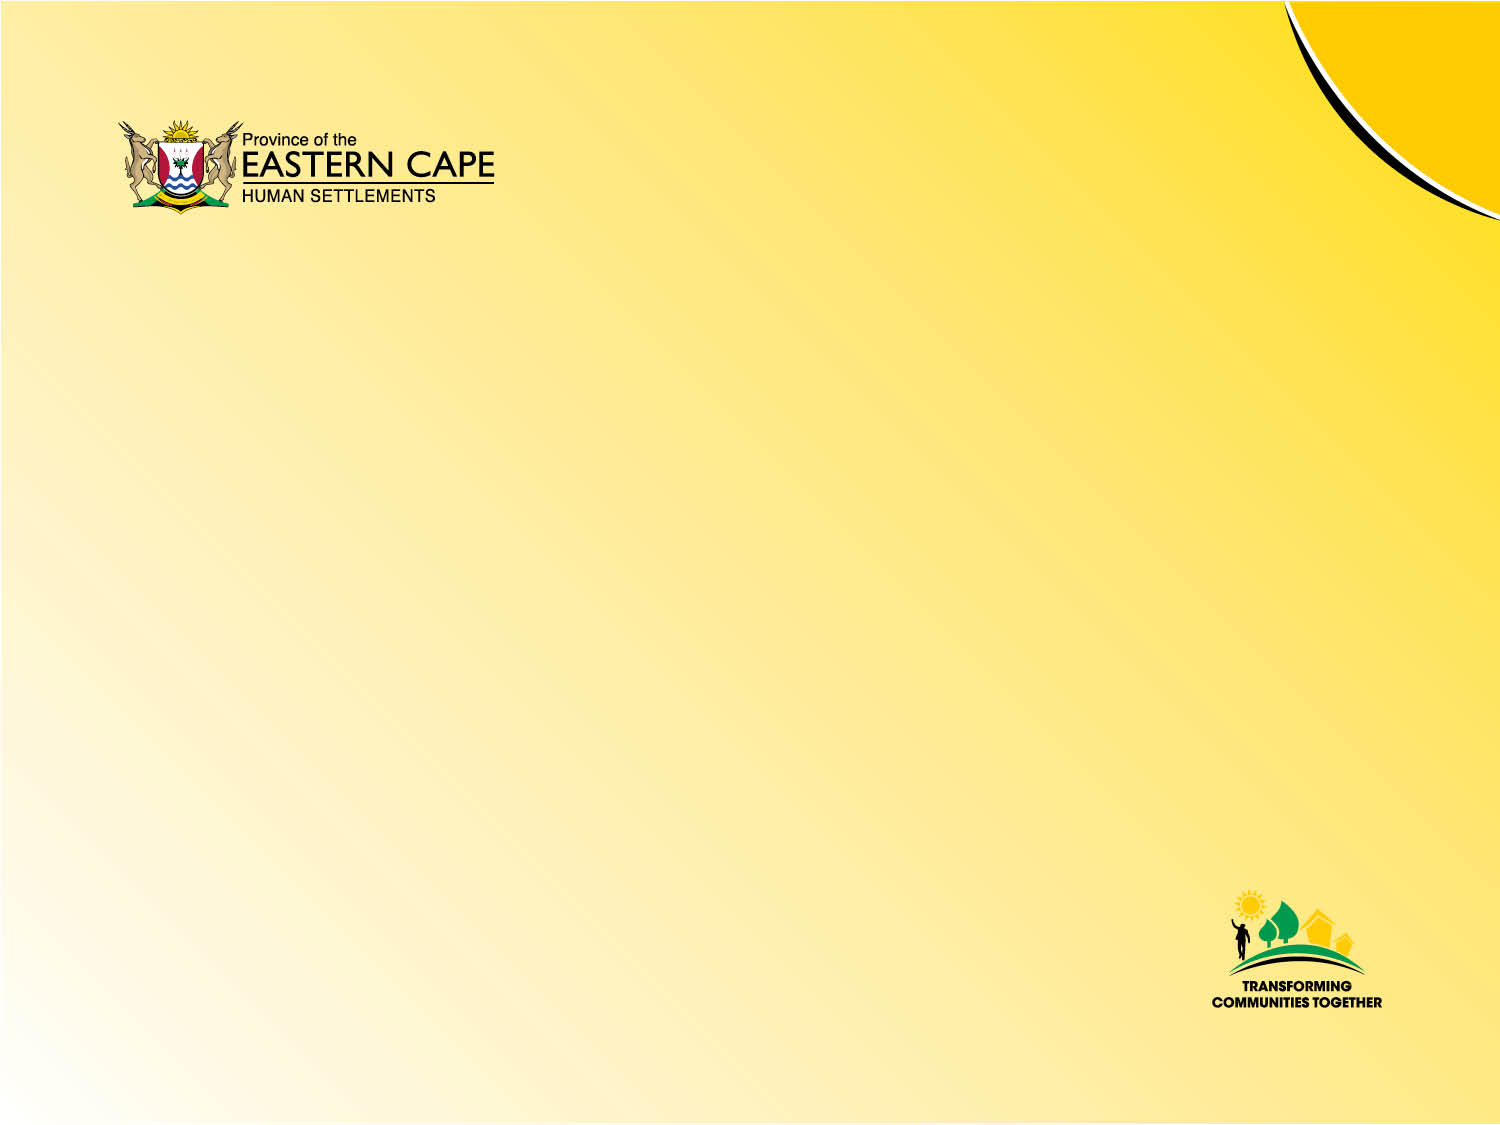 Province of the
EASTERN CAPE
HUMAN SETTLEMENTS
TRANSFORMING
COMMUNITIES TOGETHER